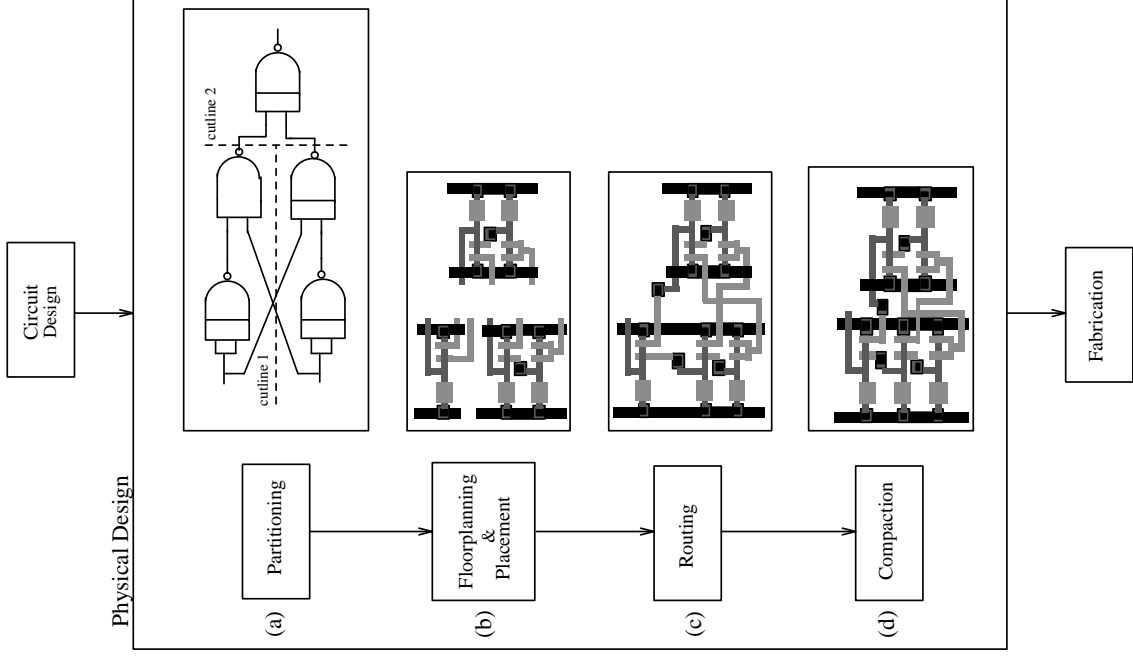 Circuit
Design
Physical Design
(a)
Partitioning
cutline 1
cutline 2
(b)
Floorplanning
&
Placement
(c)
Routing
(d)
Compaction
Fabrication